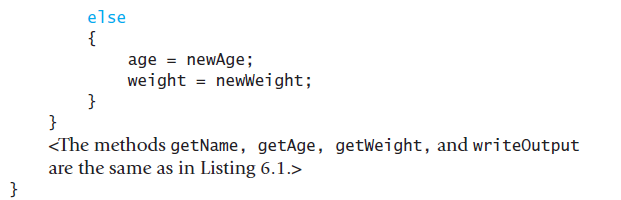 else
{
age = newAge;
weight = newWeight;
}
}
<The methods getName, getAge, getWeight, and writeOutput
are the same as in Listing 6.1.>
}